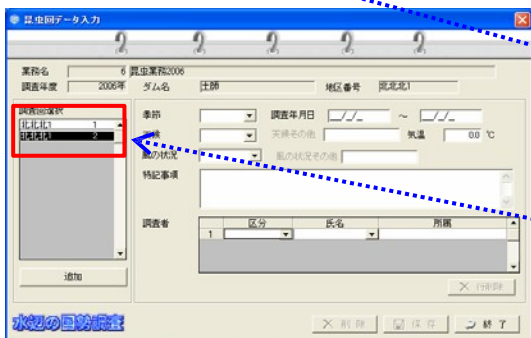 昆虫回データ入力
業務名 6 昆虫業務2006
調査年度 2006年 ダム名 土師 地区番号 北北北1
調査回選択
北北北1 1
北北北1 2
季節 調査年月日 _/_/_ ~ _/_/_
天候 天候その他 気温 0.0 ℃
風の状況 風の状況その他
特記事項
調査者 区分 氏名 所属
1
追加
× 行削除
水辺の国勢調査
× 削除 保存 終了